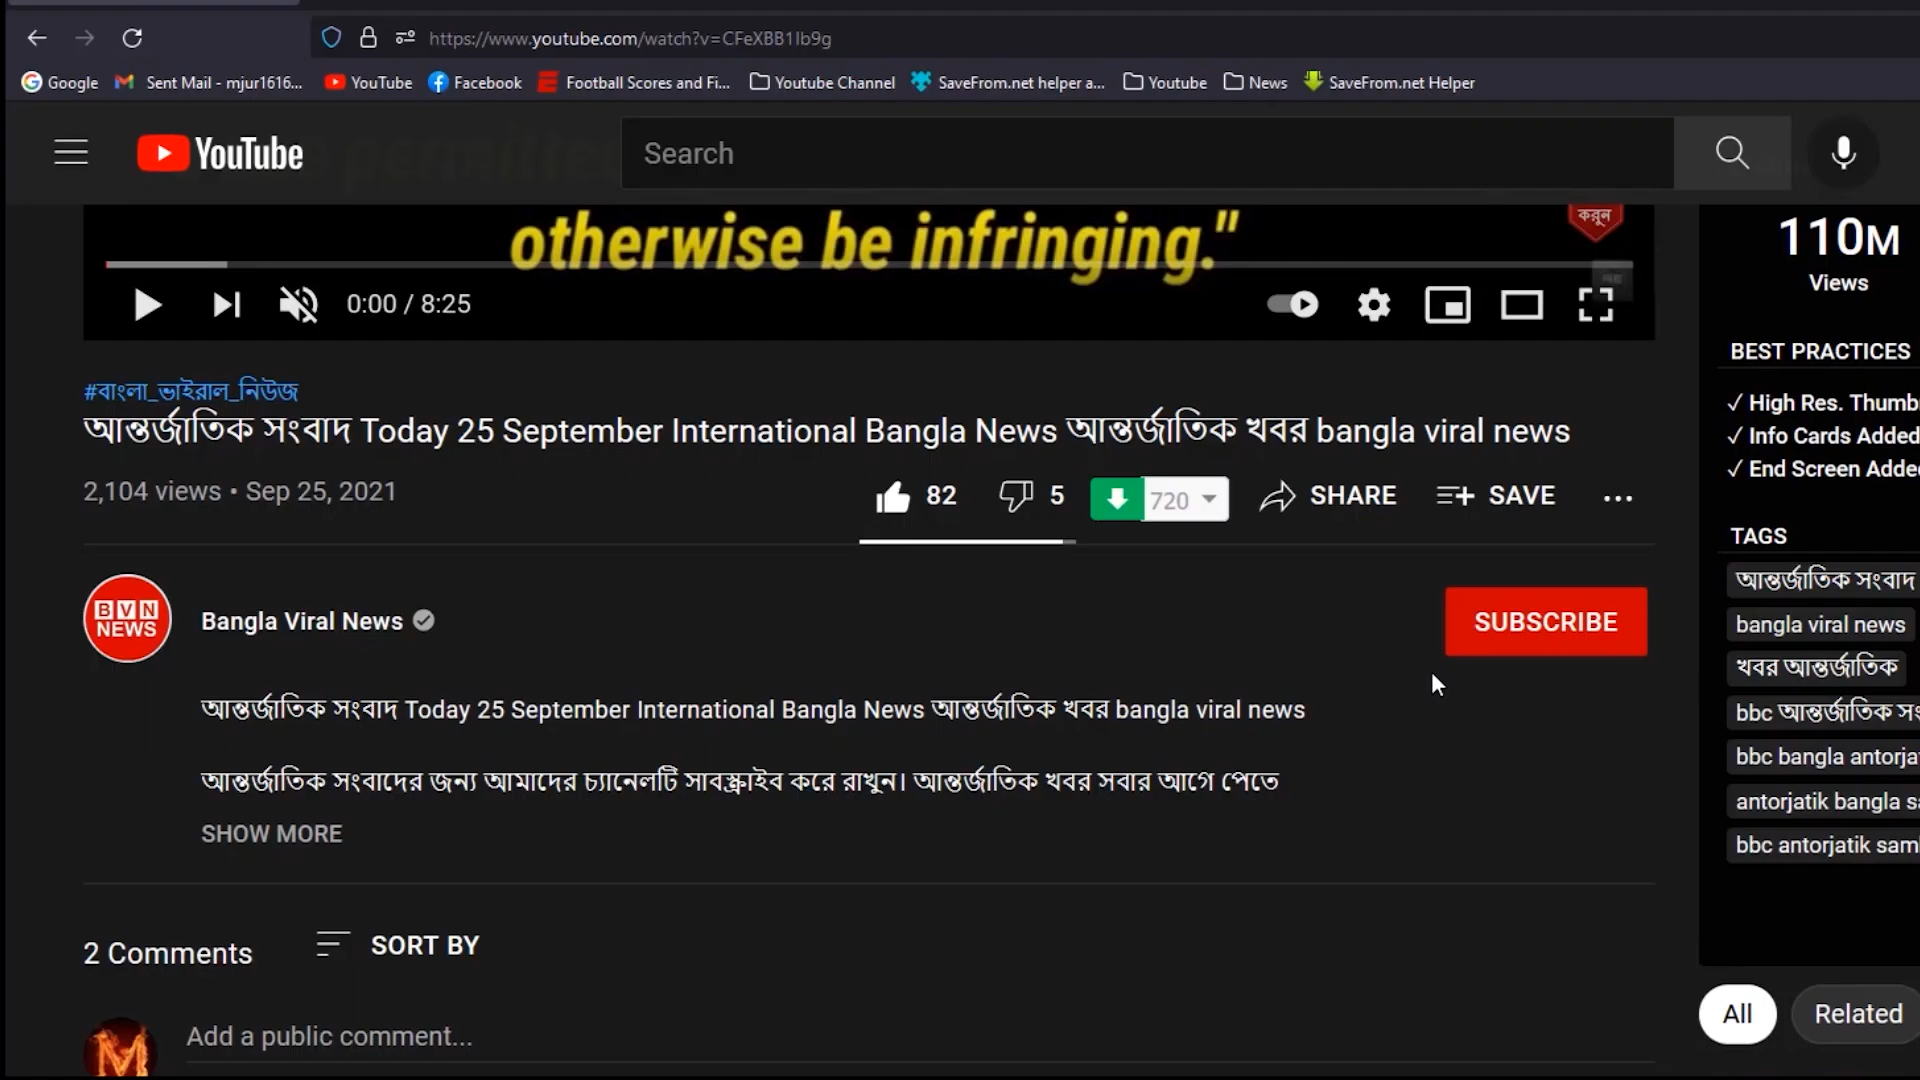 https://www.youtube.com/watch?v=CFeXBB1Ib9g
Google
Sent Mail - mjur1616...
YouTube
Facebook
Football Scores and Fi...
Youtube Channel
SaveFrom.net helper a...
Youtube
News
SaveFrom.net Helper
YouTube
permitted
Search
otherwise be infringing."
করুন
0:00 / 8:25
#বাংলা_ভাইরাল_নিউজ
আন্তর্জাতিক সংবাদ Today 25 September International Bangla News আন্তর্জাতিক খবর bangla viral news
2,104 views • Sep 25, 2021
82
5
720
SHARE
SAVE
BVN
NEWS
Bangla Viral News
SUBSCRIBE
আন্তর্জাতিক সংবাদ Today 25 September International Bangla News আন্তর্জাতিক খবর bangla viral news
আন্তর্জাতিক সংবাদের জন্য আমাদের চ্যানেলটি সাবস্ক্রাইব করে রাখুন। আন্তর্জাতিক খবর সবার আগে পেতে
SHOW MORE
2 Comments
SORT BY
M
Add a public comment...
110M
Views
BEST PRACTICES
✓ High Res. Thumb
✓ Info Cards Added
✓ End Screen Adde
TAGS
আন্তর্জাতিক সংবাদ
bangla viral news
খবর আন্তর্জাতিক
bbc আন্তর্জাতিক সং
bbc bangla antorja
antorjatik bangla s
bbc antorjatik sam
All
Related